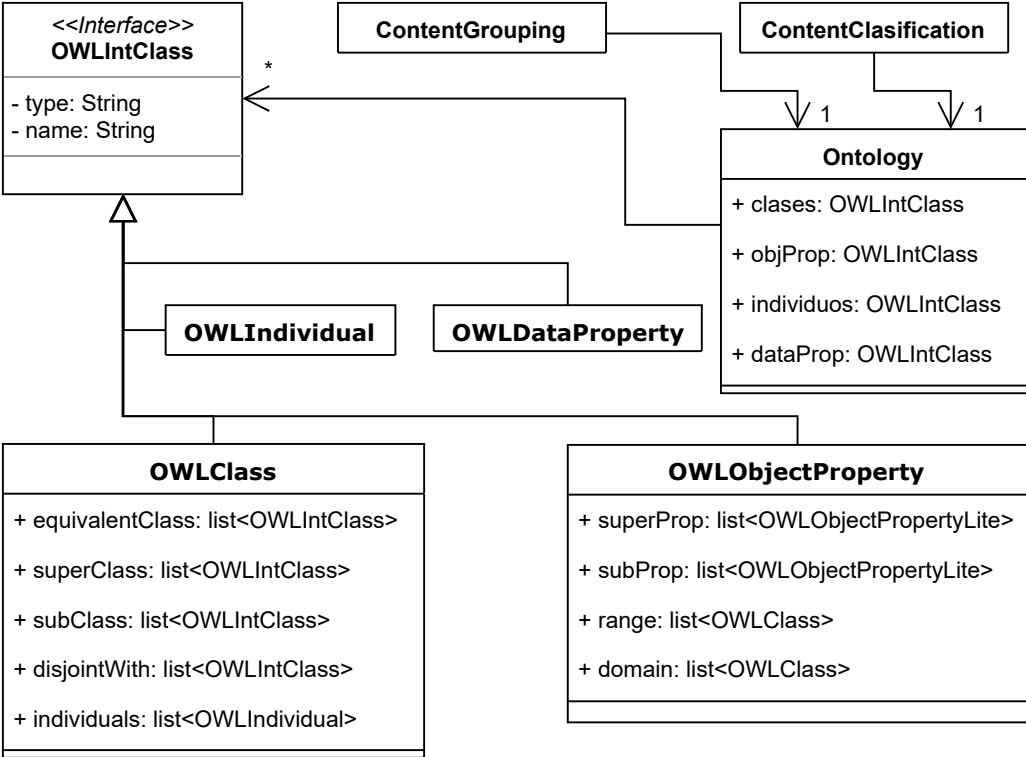 <<Interface>>
OWLIntClass
- type: String
- name: String
*
ContentGrouping
ContentClasification
1
1
Ontology
+ clases: OWLIntClass
+ objProp: OWLIntClass
+ individuos: OWLIntClass
+ dataProp: OWLIntClass
OWLIndividual
OWLDataProperty
OWLClass
+ equivalentClass: list<OWLIntClass>
+ superClass: list<OWLIntClass>
+ subClass: list<OWLIntClass>
+ disjointWith: list<OWLIntClass>
+ individuals: list<OWLIndividual>
OWLObjectProperty
+ superProp: list<OWLObjectPropertyLite>
+ subProp: list<OWLObjectPropertyLite>
+ range: list<OWLClass>
+ domain: list<OWLClass>